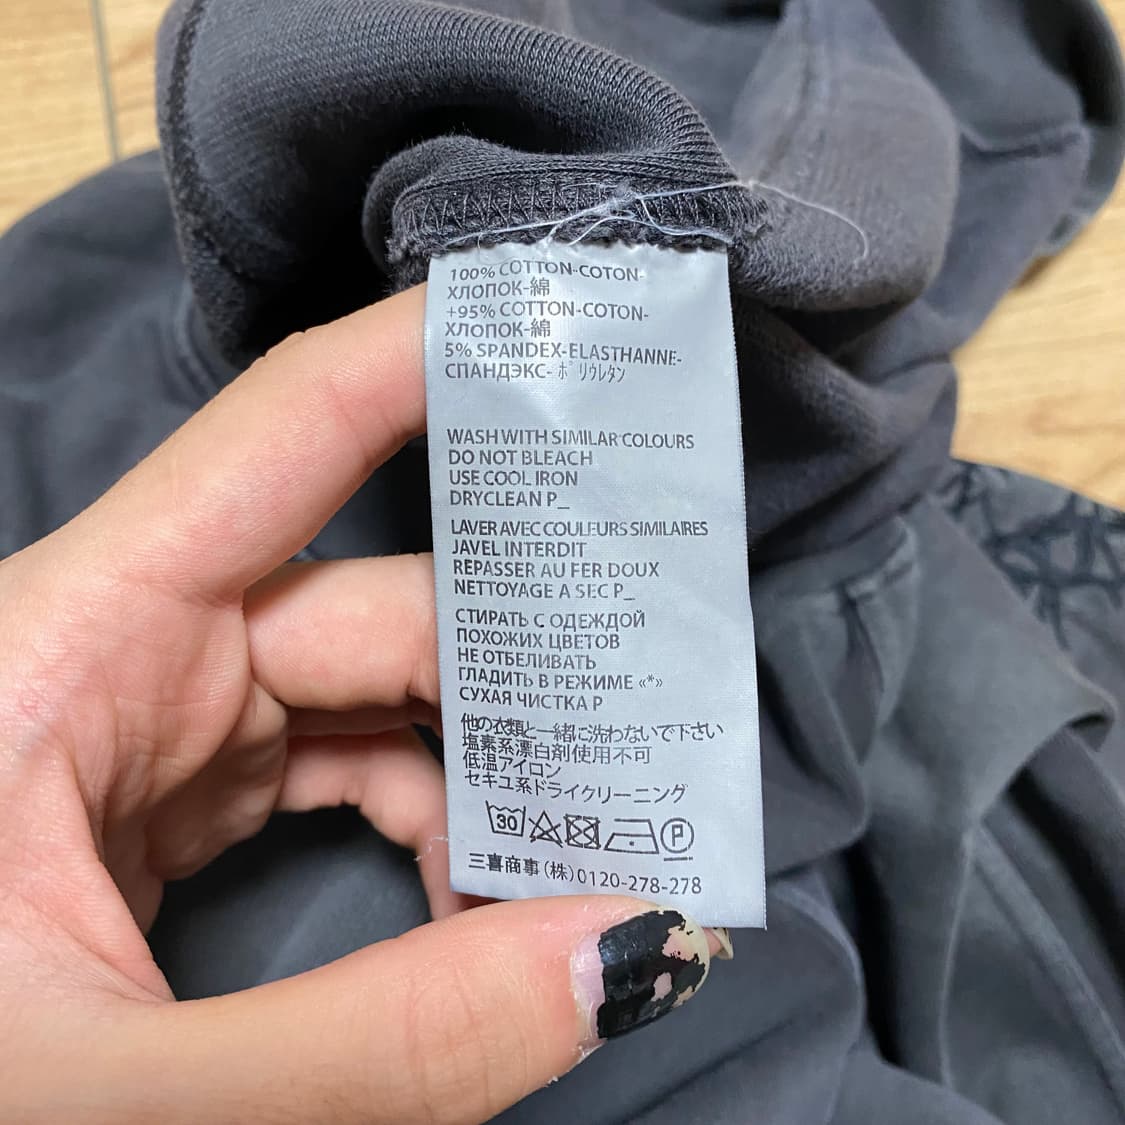 100% COTTON-COTON-
ХЛОПОК-綿
+95% COTTON-COTON-
ХЛОПОК-綿
5% SPANDEX-ELASTHANNE-
СПАНДЭКС-ﾎﾟﾘｳﾚﾀﾝ
WASH WITH SIMILAR COLOURS
DO NOT BLEACH
USE COOL IRON
DRYCLEAN P_
LAVER AVEC COULEURS SIMILAIRES
JAVEL INTERDIT
REPASSER AU FER DOUX
NETTOYAGE A SEC P_
СТИРАТЬ С ОДЕЖДОЙ
ПОХОЖИХ ЦВЕТОВ
НЕ ОТБЕЛИВАТЬ
ГЛАДИТЬ В РЕЖИМЕ «*»
СУХАЯ ЧИСТКА P
他の衣類と一緒に洗わないで下さい
塩素系漂白剤使用不可
低温アイロン
セキユ系ドライクリーニング
30 P
三喜商事(株)0120-278-278